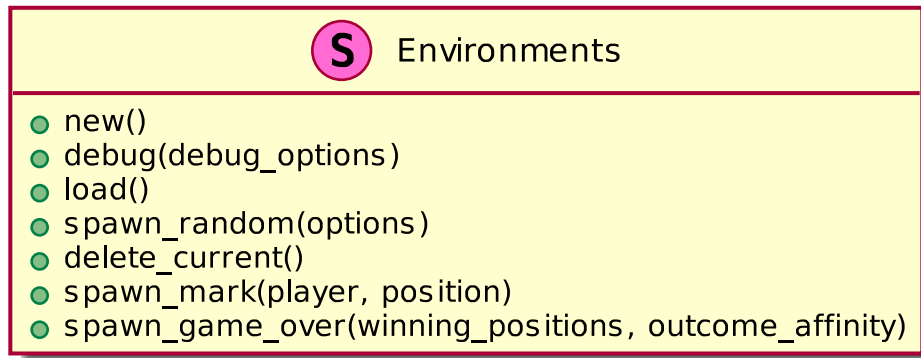 S Environments
new()
debug(debug_options)
load()
spawn_random(options)
delete_current()
spawn_mark(player, position)
spawn_game_over(winning_positions, outcome_affinity)